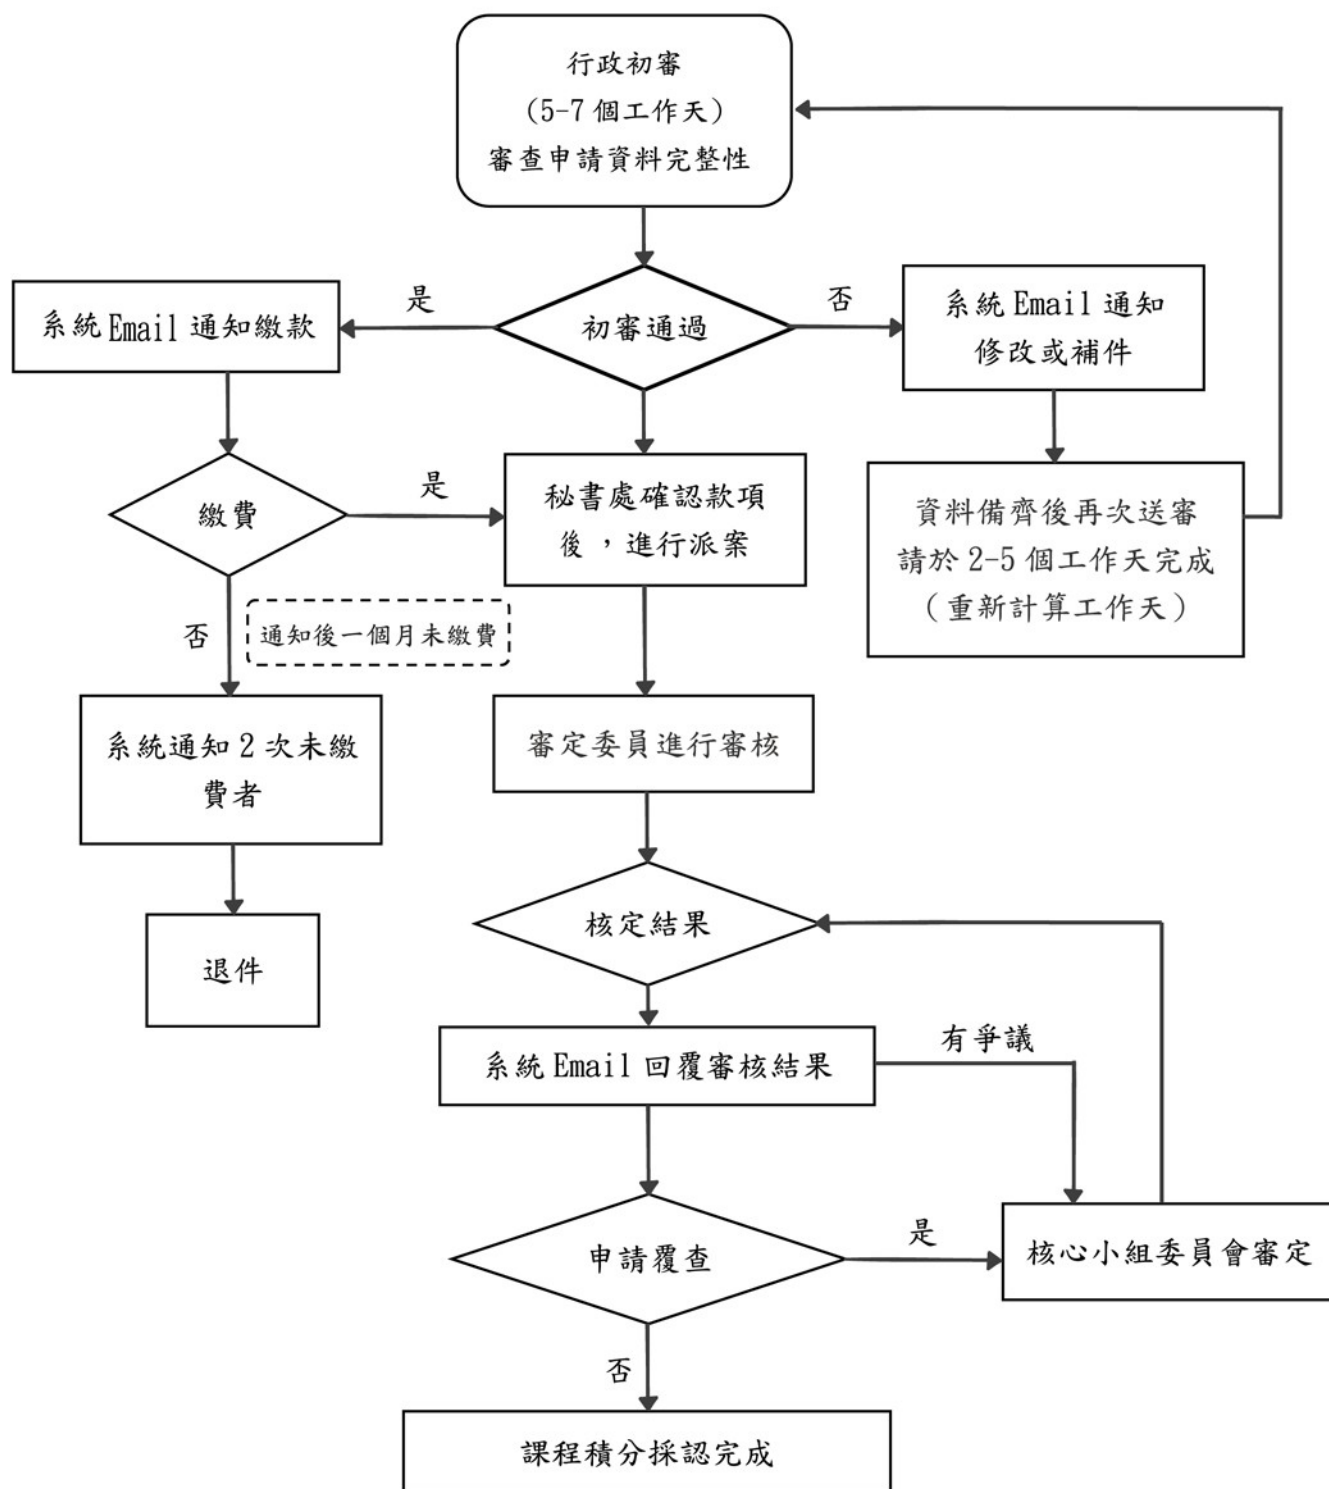 行政初審
（5-7 個工作天）
審查申請資料完整性
是
否
系統 Email 通知繳款
初審通過
系統 Email 通知
修改或補件
繳費
是
秘書處確認款項
後，進行派案
資料備齊後再次送審
請於 2-5 個工作天完成
（重新計算工作天）
否
通知後一個月未繳費
系統通知 2 次未繳
費者
審定委員進行審核
退件
核定結果
系統 Email 回覆審核結果
有爭議
申請覆查
是
核心小組委員會審定
否
課程積分採認完成